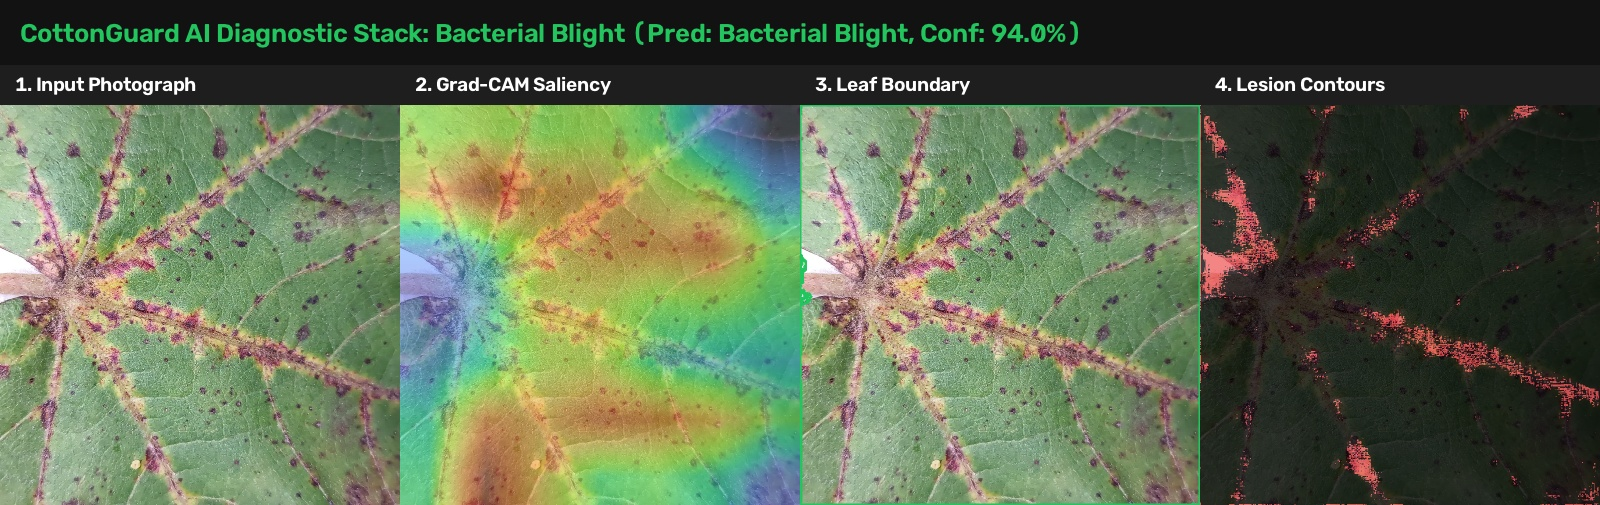 CottonGuard AI Diagnostic Stack: Bacterial Blight (Pred: Bacterial Blight, Conf: 94.0%)
1. Input Photograph
2. Grad-CAM Saliency
3. Leaf Boundary
4. Lesion Contours